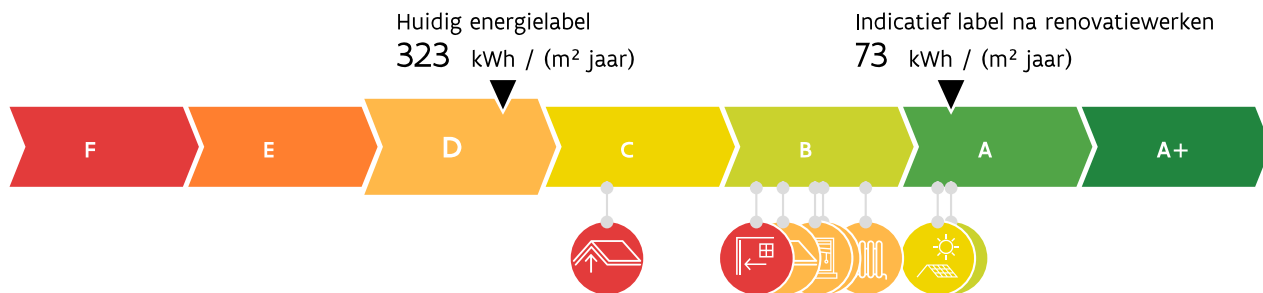 Huidig energielabel
323 kWh / (m² jaar)
Indicatief label na renovatiewerken
73 kWh / (m² jaar)
F E D C B A A+